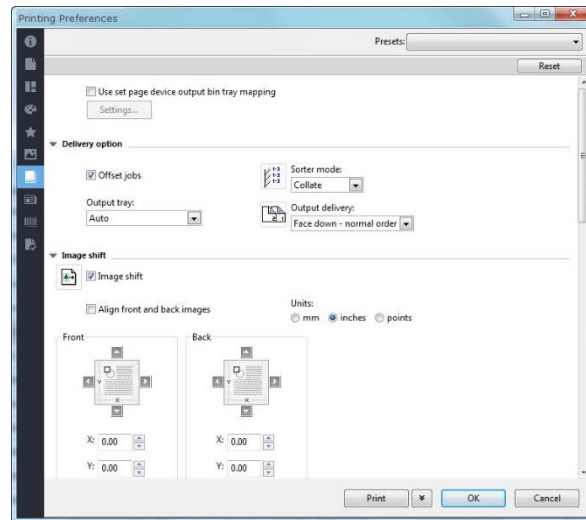 Printing Preferences
Presets:
Reset
Use set page device output bin tray mapping
Settings...
Delivery option
Offset jobs
Sorter mode:
Collate
Output tray:
Auto
Output delivery:
Face down - normal order
Image shift
Image shift
Align front and back images
Units:
mm inches points
Front Back
X: 0.00 X: 0.00
Y: 0.00 Y: 0.00
Print OK Cancel